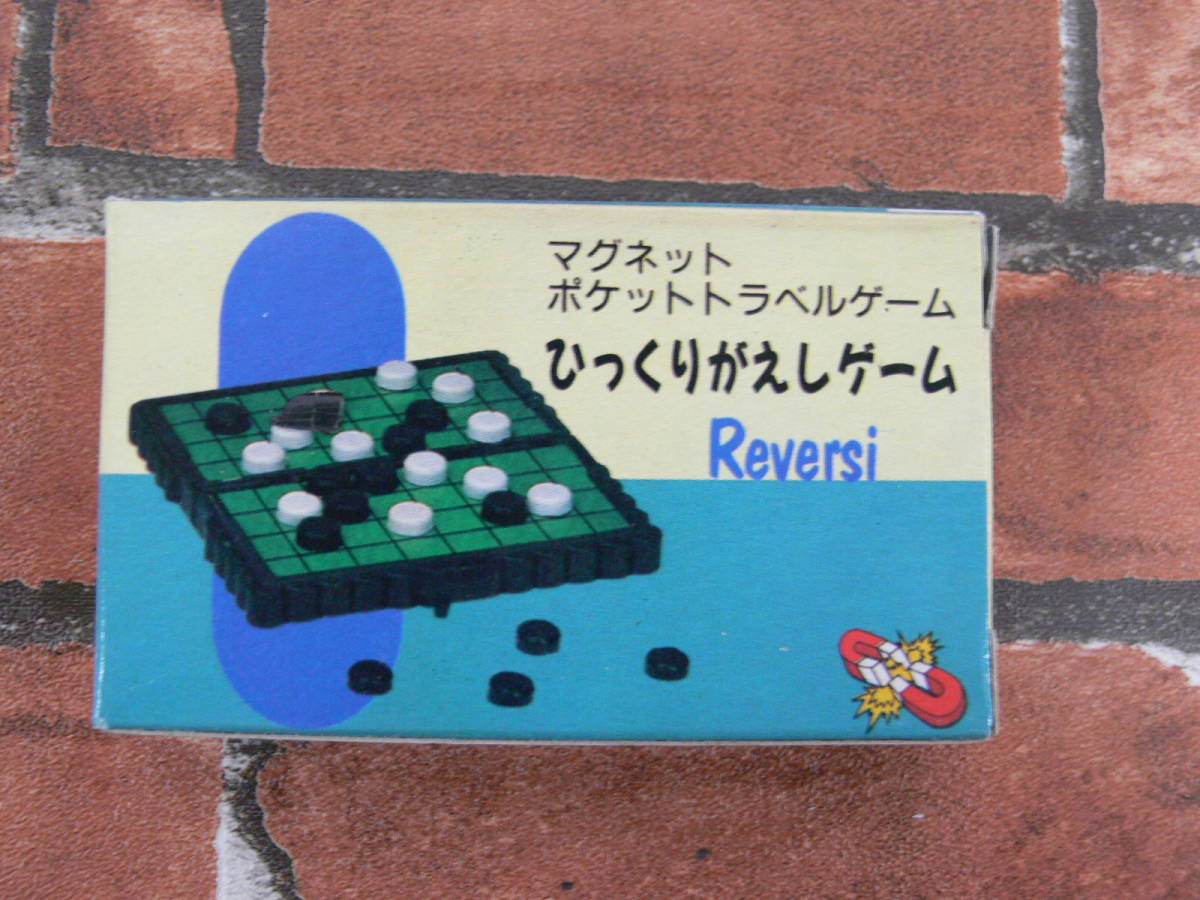 マグネット
ポケットトラベルゲーム
ひっくりがえしゲーム
Reversi